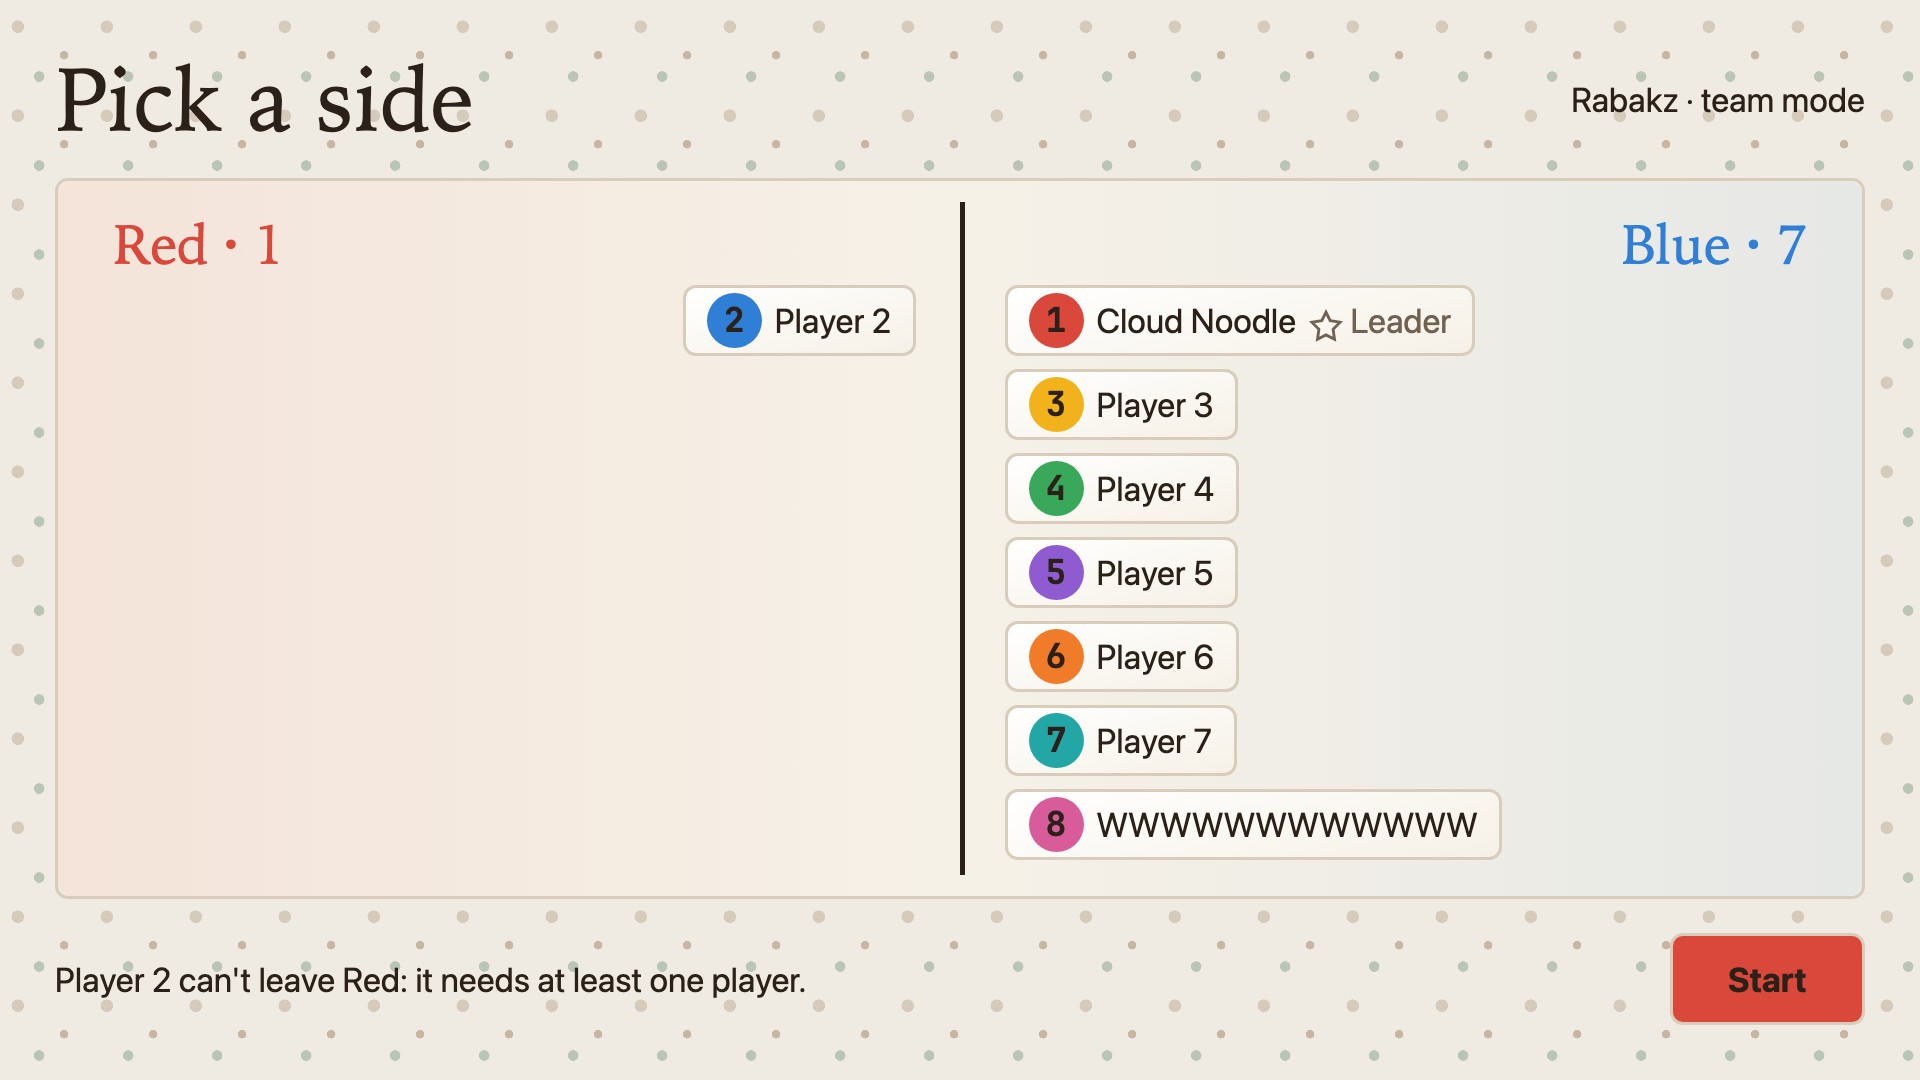 Pick a side
Rabakz · team mode
Red · 1
Blue · 7
2 Player 2
1 Cloud Noodle ☆ Leader
3 Player 3
4 Player 4
5 Player 5
6 Player 6
7 Player 7
8 WWWWWWWWWWWW
Player 2 can't leave Red: it needs at least one player.
Start